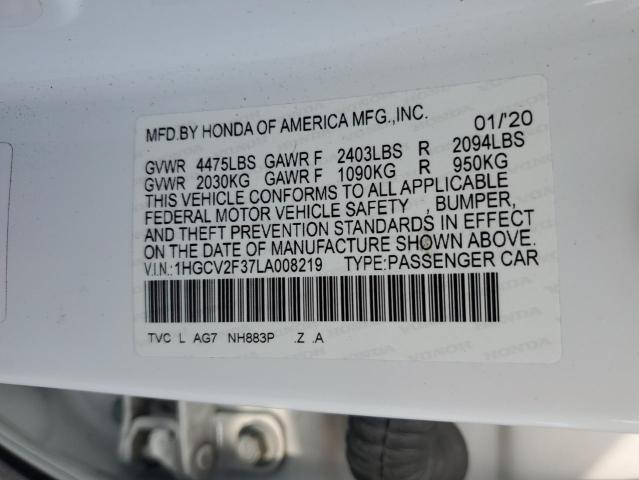 MFD.BY HONDA OF AMERICA MFG.,INC. 01/'20
GVWR 4475LBS GAWR F 2403LBS R 2094LBS
GVWR 2030KG GAWR F 1090KG R 950KG
THIS VEHICLE CONFORMS TO ALL APPLICABLE
FEDERAL MOTOR VEHICLE SAFETY , BUMPER,
AND THEFT PREVENTION STANDARDS IN EFFECT
ON THE DATE OF MANUFACTURE SHOWN ABOVE.
V.I.N.:1HGCV2F37LA008219 TYPE:PASSENGER CAR
TVC L AG7 NH883P .Z .A